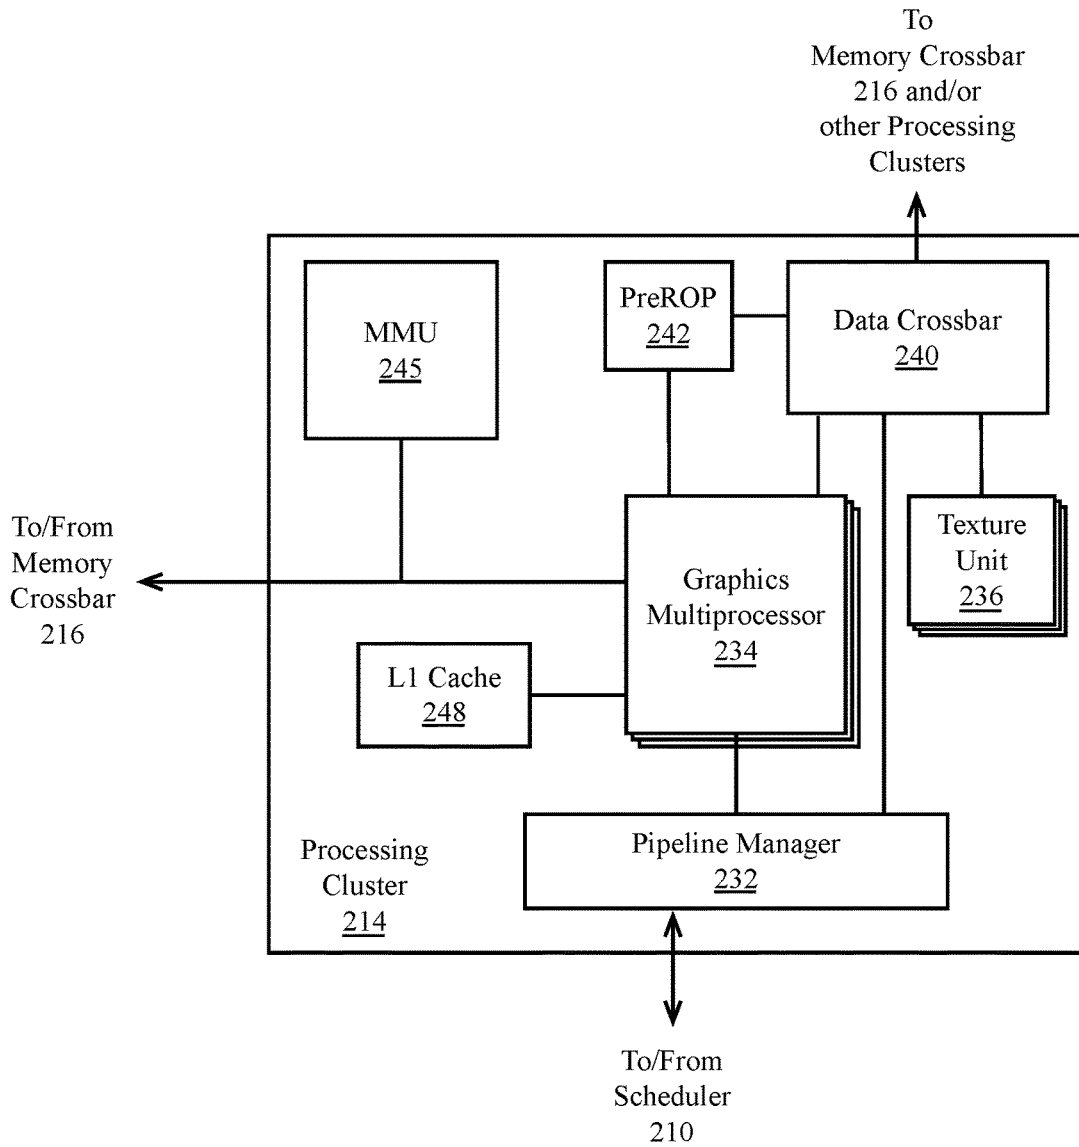 To
Memory Crossbar
216 and/or
other Processing
Clusters
MMU
245
PreROP
242
Data Crossbar
240
To/From
Memory
Crossbar
216
Graphics
Multiprocessor
234
Texture
Unit
236
L1 Cache
248
Processing
Cluster
214
Pipeline Manager
232
To/From
Scheduler
210